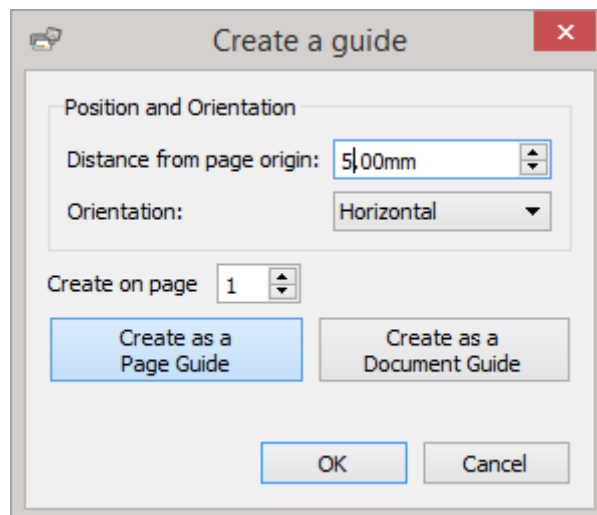 Create a guide
Position and Orientation
Distance from page origin: 5.00mm
Orientation: Horizontal
Create on page 1
Create as a
Page Guide
Create as a
Document Guide
OK Cancel